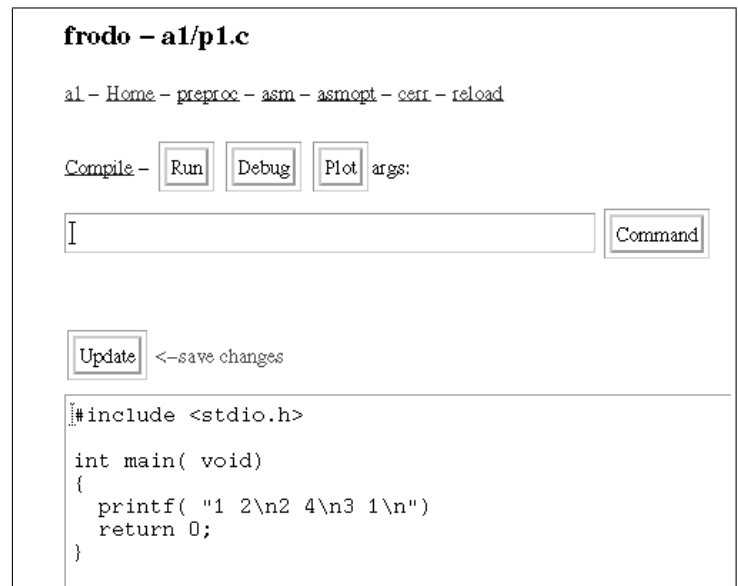 frodo – a1/p1.c
a1 – Home – preproc – asm – asmopt – cerr – reload
Compile – Run Debug Plot args:
Command
Update <–save changes
#include <stdio.h>
int main( void)
{
printf( "1 2\n2 4\n3 1\n")
return 0;
}